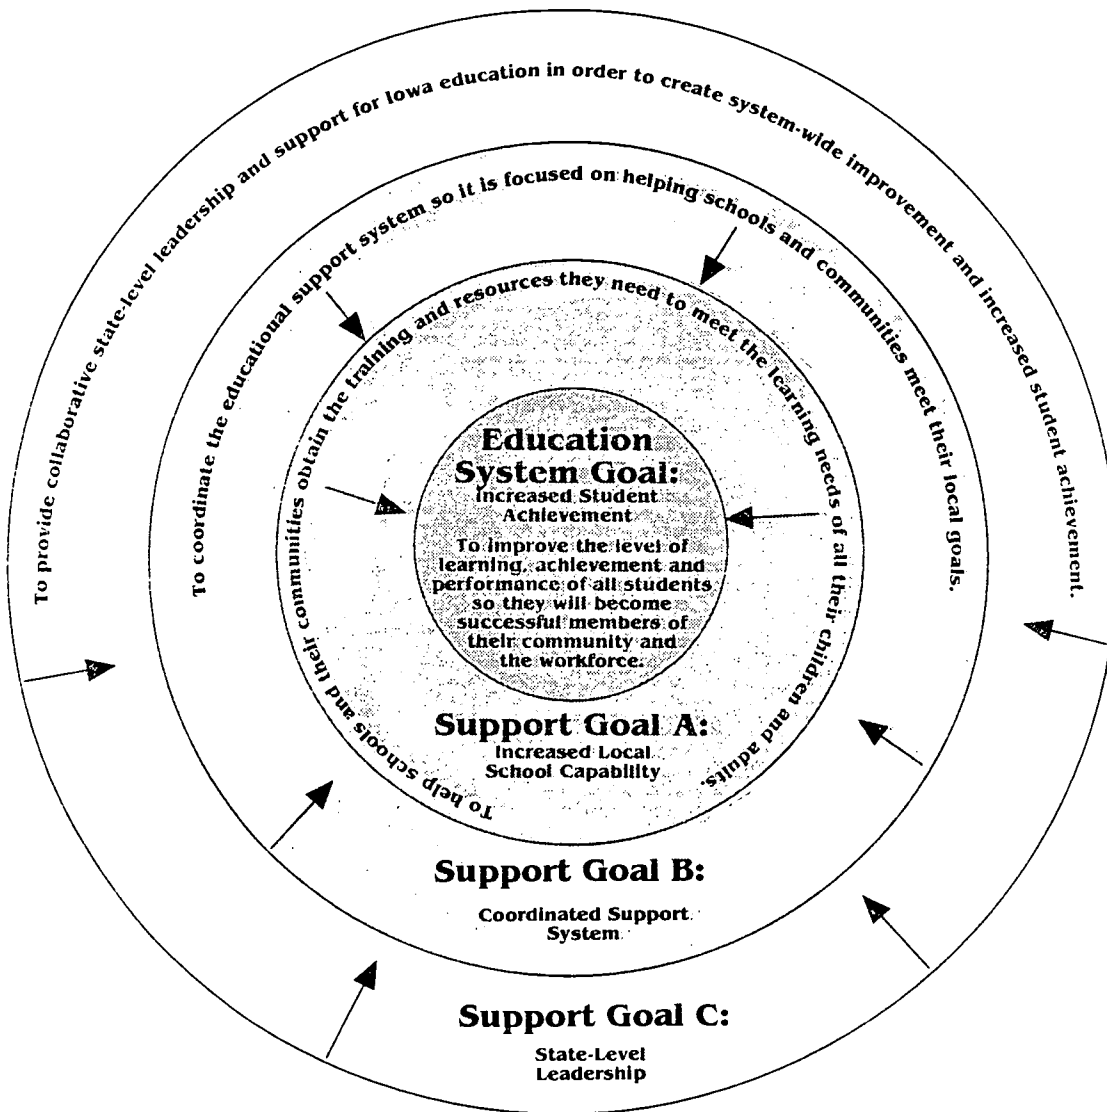 To provide collaborative state-level leadership and support for Iowa education in order to create system-wide improvement and increased student achievement.
To coordinate the educational support system so it is focused on helping schools and communities meet their local goals.
To help schools and their communities obtain the training and resources they need to meet the learning needs of all their children and adults.
Education
System Goal:
Increased Student
Achievement
To improve the level of
learning, achievement and
performance of all students
so they will become
successful members of
their community and
the workforce.
Support Goal A:
Increased Local
School Capability
Support Goal B:
Coordinated Support
System
Support Goal C:
State-Level
Leadership